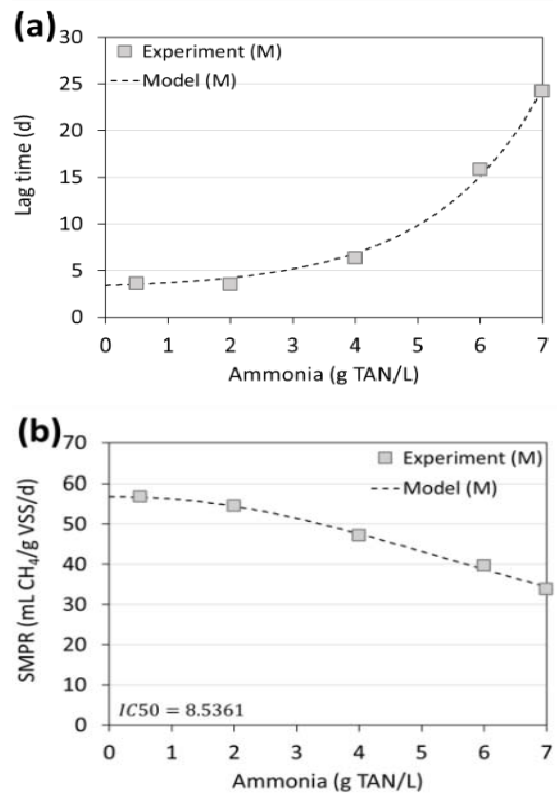 (a)
30
25
20
15
10
5
0
Lag time (d)
Experiment (M)
Model (M)
0 1 2 3 4 5 6 7
Ammonia (g TAN/L)
(b)
70
60
50
40
30
20
10
0
SMPR (mL CH₄/g VSS/d)
Experiment (M)
Model (M)
IC50 = 8.5361
0 1 2 3 4 5 6 7
Ammonia (g TAN/L)